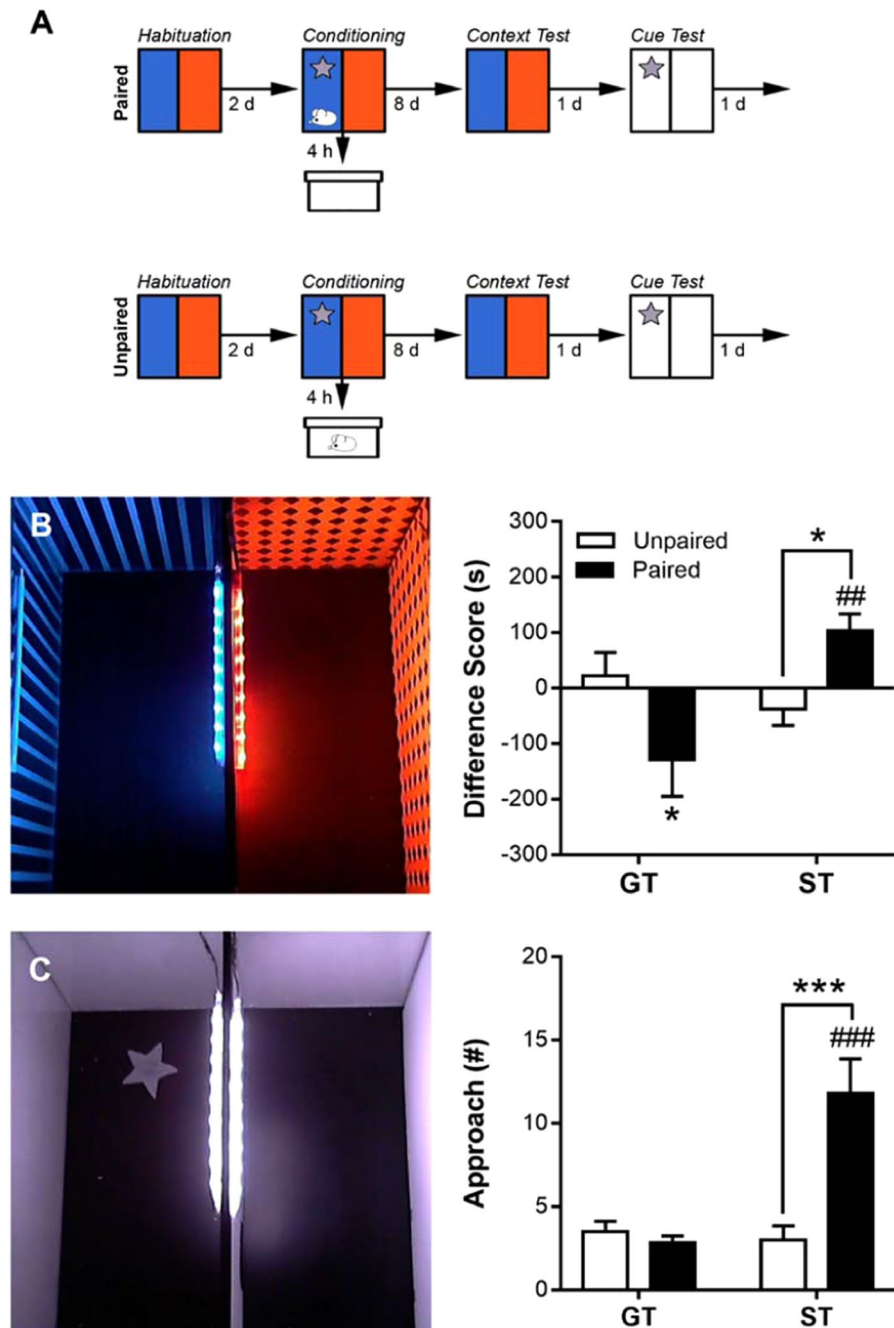 A
Paired
Habituation
Conditioning
Context Test
Cue Test
2 d
8 d
1 d
1 d
4 h
Unpaired
Habituation
Conditioning
Context Test
Cue Test
2 d
8 d
1 d
1 d
4 h
B
Difference Score (s)
300
200
100
0
-100
-200
-300
Unpaired
Paired
*
##
*
GT
ST
C
Approach (#)
20
15
10
5
0
***
###
GT
ST